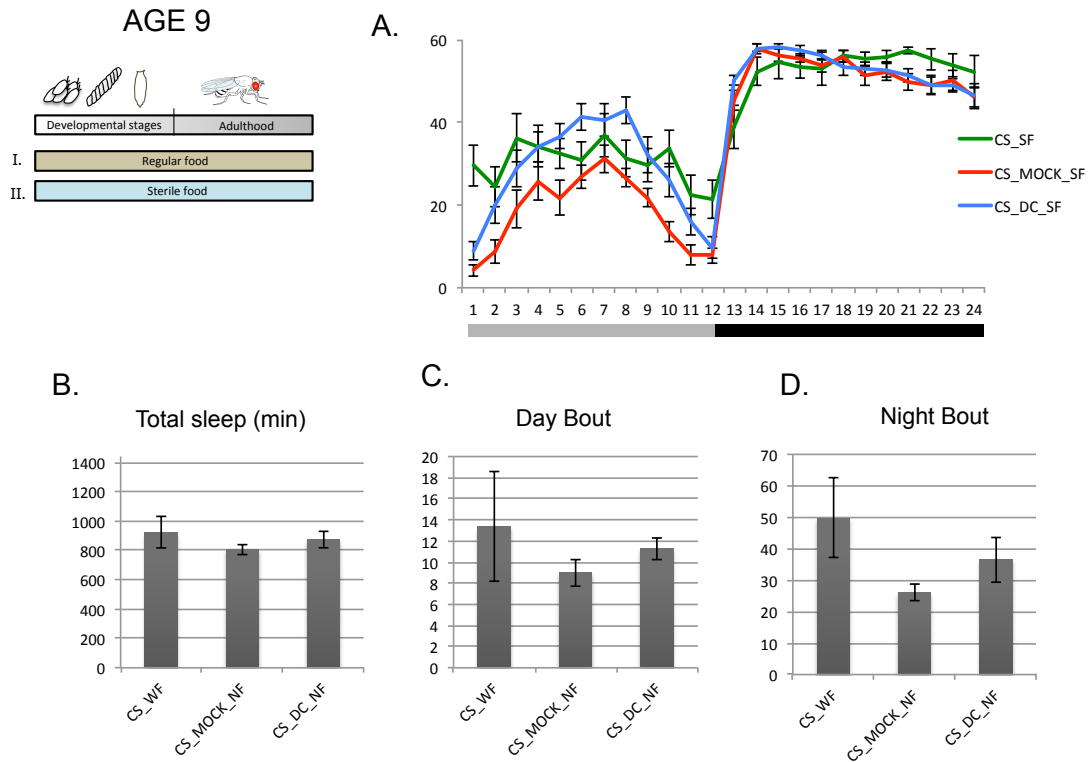 AGE 9
Developmental stages
Adulthood
I.
Regular food
II.
Sterile food
A.
60
40
20
0
1 2 3 4 5 6 7 8 9 10 11 12 13 14 15 16 17 18 19 20 21 22 23 24
CS_SF
CS_MOCK_SF
CS_DC_SF
B.
Total sleep (min)
1400
1200
1000
800
600
400
200
0
CS_WF
CS_MOCK_NF
CS_DC_NF
C.
Day Bout
20
18
16
14
12
10
8
6
4
2
0
CS_WF
CS_MOCK_NF
CS_DC_NF
D.
Night Bout
70
60
50
40
30
20
10
0
CS_WF
CS_MOCK_NF
CS_DC_NF